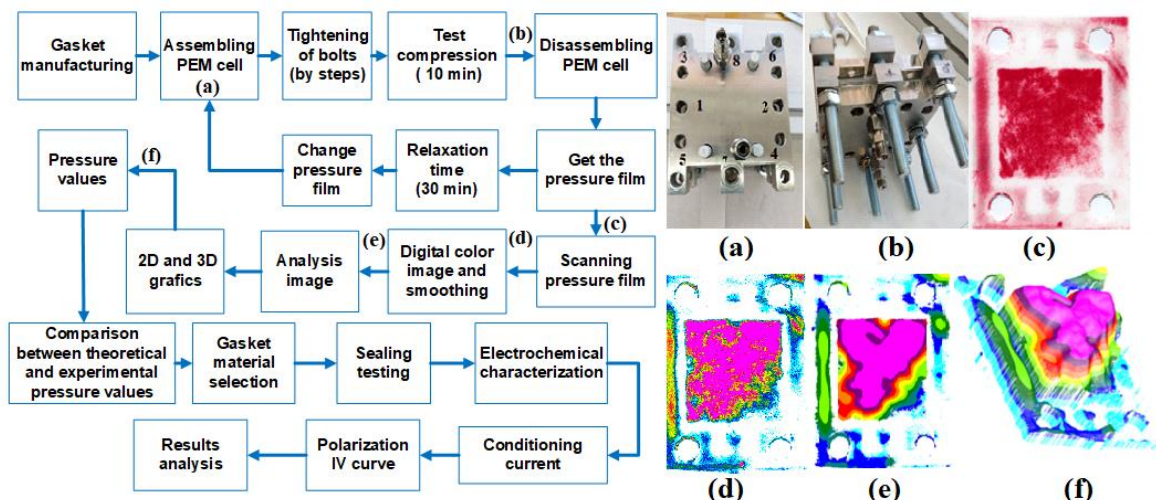 Gasket
manufacturing
Assembling
PEM cell
(a)
Tightening
of bolts
(by steps)
Test
compression
( 10 min)
(b)
Disassembling
PEM cell
Pressure
values
(f)
Change
pressure
film
Relaxation
time
(30 min)
Get the
pressure film
(c)
2D and 3D
grafics
Analysis
image
(e)
Digital color
image and
smoothing
(d)
Scanning
pressure film
Comparison
between theoretical
and experimental
pressure values
Gasket
material
selection
Sealing
testing
Electrochemical
characterization
Results
analysis
Polarization
IV curve
Conditioning
current
3
8
6
1
2
5
7
4
(a)
(b)
(c)
(d)
(e)
(f)